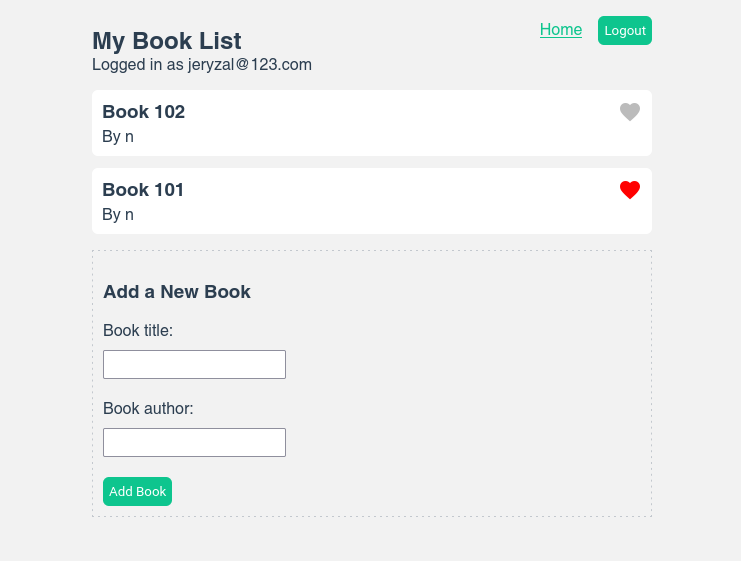 My Book List
Home
Logout
Logged in as jeryzal@123.com
Book 102
By n
Book 101
By n
Add a New Book
Book title:
Book author:
Add Book